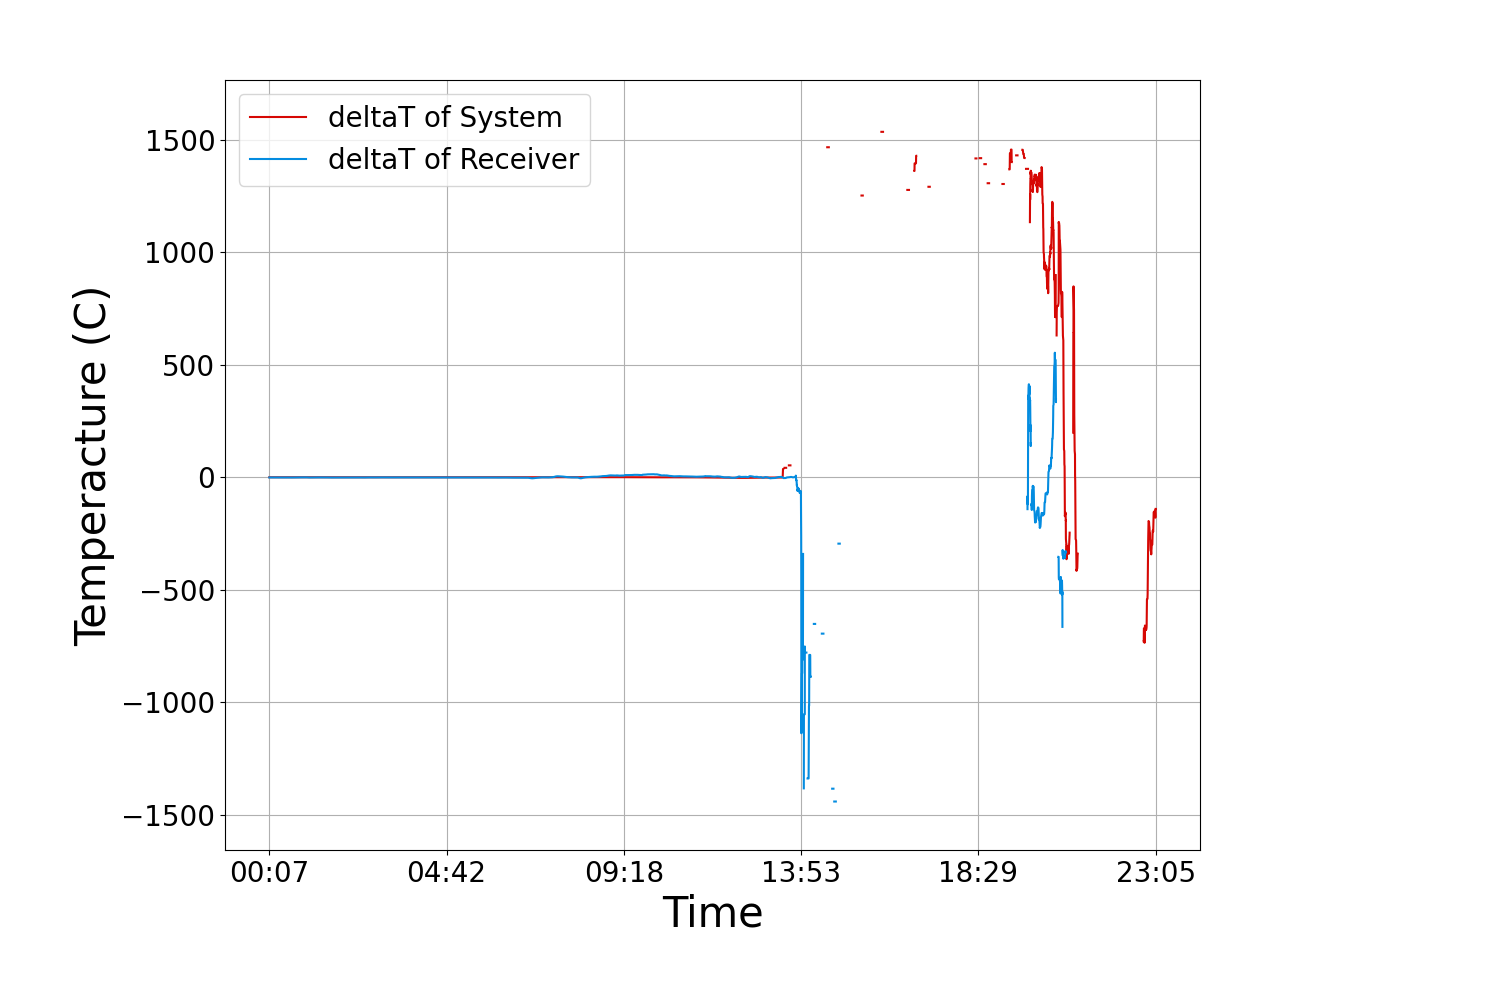 deltaT of System
deltaT of Receiver
1500
1000
500
0
−500
−1000
−1500
Temperacture (C)
00:07 04:42 09:18 13:53 18:29 23:05
Time